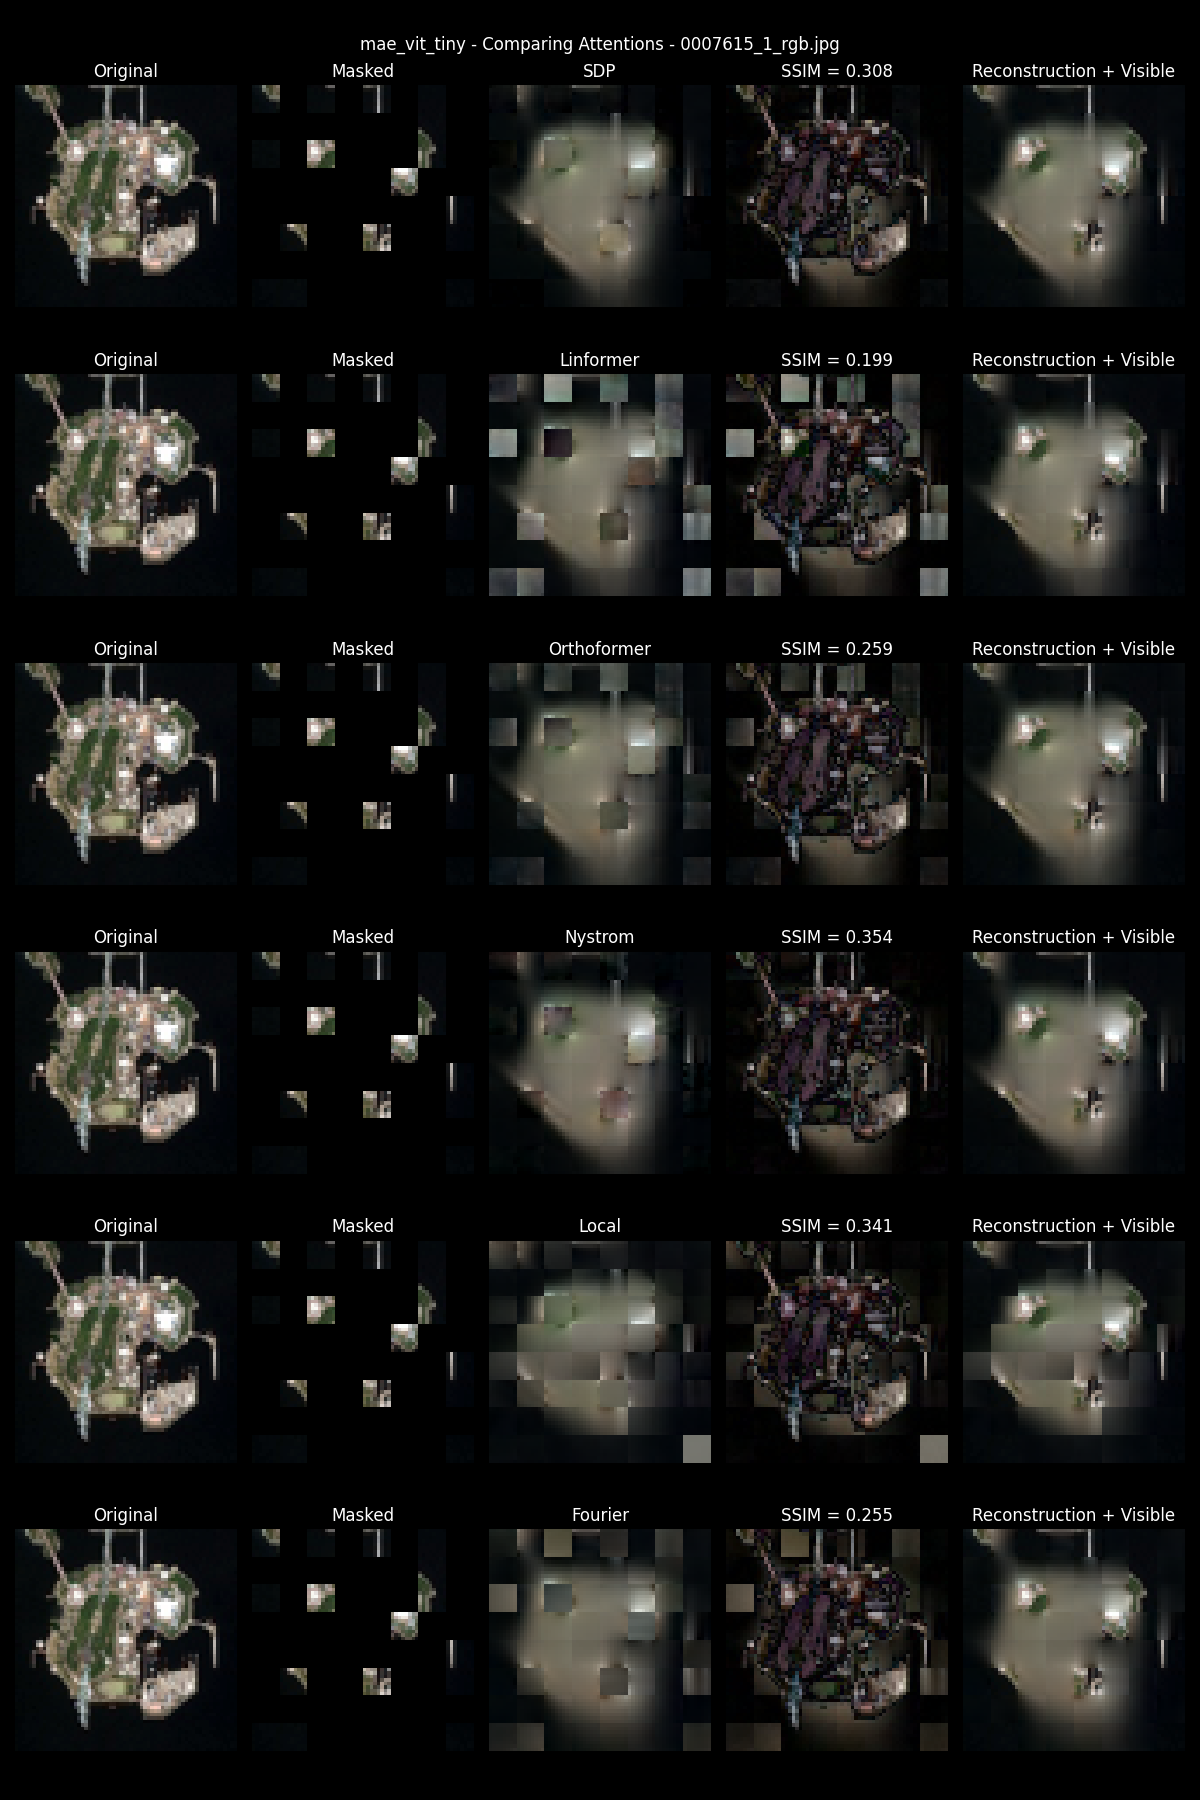 mae_vit_tiny - Comparing Attentions - 0007615_1_rgb.jpg
Original Masked SDP SSIM = 0.308 Reconstruction + Visible
Original Masked Linformer SSIM = 0.199 Reconstruction + Visible
Original Masked Orthoformer SSIM = 0.259 Reconstruction + Visible
Original Masked Nystrom SSIM = 0.354 Reconstruction + Visible
Original Masked Local SSIM = 0.341 Reconstruction + Visible
Original Masked Fourier SSIM = 0.255 Reconstruction + Visible